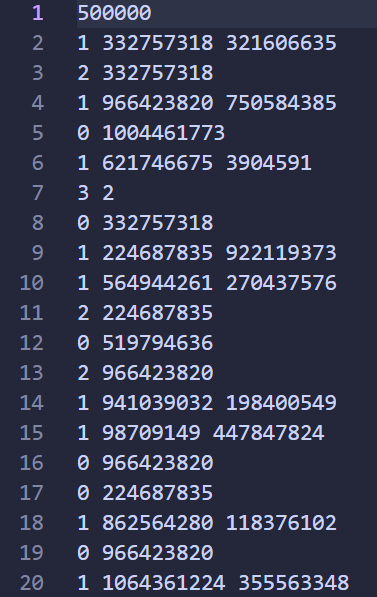 1 500000
2 1 332757318 321606635
3 2 332757318
4 1 966423820 750584385
5 0 1004461773
6 1 621746675 3904591
7 3 2
8 0 332757318
9 1 224687835 922119373
10 1 564944261 270437576
11 2 224687835
12 0 519794636
13 2 966423820
14 1 941039032 198400549
15 1 98709149 447847824
16 0 966423820
17 0 224687835
18 1 862564280 118376102
19 0 966423820
20 1 1064361224 355563348